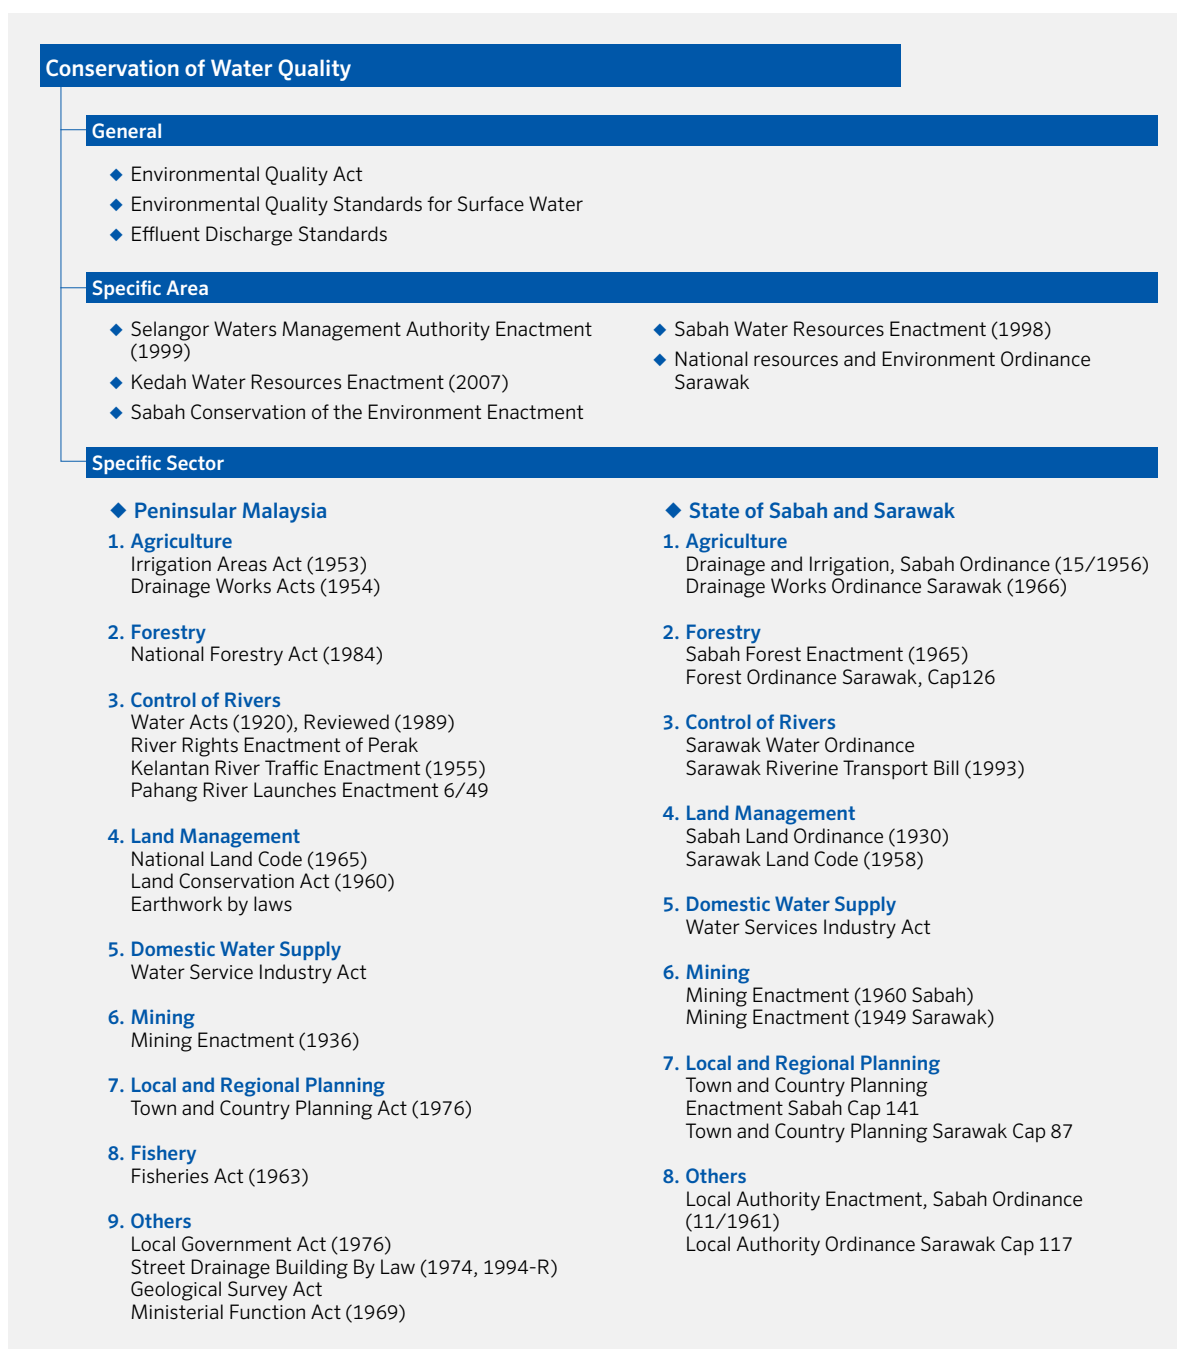 Conservation of Water Quality
General
◆ Environmental Quality Act
◆ Environmental Quality Standards for Surface Water
◆ Effluent Discharge Standards
Specific Area
◆ Selangor Waters Management Authority Enactment
(1999)
◆ Kedah Water Resources Enactment (2007)
◆ Sabah Conservation of the Environment Enactment
◆ Sabah Water Resources Enactment (1998)
◆ National resources and Environment Ordinance
Sarawak
Specific Sector
◆ Peninsular Malaysia
1. Agriculture
Irrigation Areas Act (1953)
Drainage Works Acts (1954)
2. Forestry
National Forestry Act (1984)
3. Control of Rivers
Water Acts (1920), Reviewed (1989)
River Rights Enactment of Perak
Kelantan River Traffic Enactment (1955)
Pahang River Launches Enactment 6/49
4. Land Management
National Land Code (1965)
Land Conservation Act (1960)
Earthwork by laws
5. Domestic Water Supply
Water Service Industry Act
6. Mining
Mining Enactment (1936)
7. Local and Regional Planning
Town and Country Planning Act (1976)
8. Fishery
Fisheries Act (1963)
9. Others
Local Government Act (1976)
Street Drainage Building By Law (1974, 1994-R)
Geological Survey Act
Ministerial Function Act (1969)
◆ State of Sabah and Sarawak
1. Agriculture
Drainage and Irrigation, Sabah Ordinance (15/1956)
Drainage Works Ordinance Sarawak (1966)
2. Forestry
Sabah Forest Enactment (1965)
Forest Ordinance Sarawak, Cap126
3. Control of Rivers
Sarawak Water Ordinance
Sarawak Riverine Transport Bill (1993)
4. Land Management
Sabah Land Ordinance (1930)
Sarawak Land Code (1958)
5. Domestic Water Supply
Water Services Industry Act
6. Mining
Mining Enactment (1960 Sabah)
Mining Enactment (1949 Sarawak)
7. Local and Regional Planning
Town and Country Planning
Enactment Sabah Cap 141
Town and Country Planning Sarawak Cap 87
8. Others
Local Authority Enactment, Sabah Ordinance
(11/1961)
Local Authority Ordinance Sarawak Cap 117